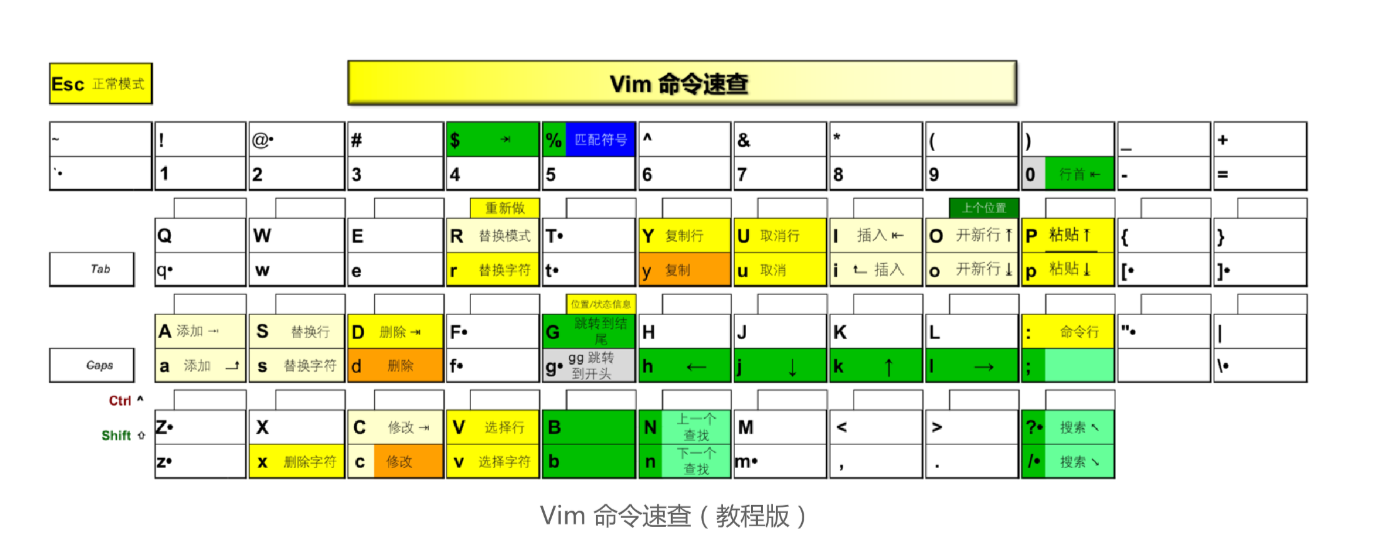 Esc 正常模式
Vim 命令速查
~ ! @• # $ ⇥ % 匹配符号 ^ & * ( ) _ +
`• 1 2 3 4 5 6 7 8 9 0 行首 ⇤ - =
重新做 上个位置
Q W E R 替换模式 T• Y 复制行 U 取消行 I 插入 ⇤ O 开新行 ↑ P 粘贴 ↑ { }
Tab q• w e r 替换字符 t• y 复制 u 取消 i 插入 o 开新行 ↓ p 粘贴 ↓ [• ]•
位置/状态信息
A 添加 ⇥ S 替换行 D 删除 ⇥ F• G 跳转到结尾 H J K L : 命令行 "• |
Caps a 添加 s 替换字符 d 删除 f• g• gg 跳转到开头 h ← j ↓ k ↑ l → ; \•
Ctrl ^
Shift ⇧
Z• X C 修改 ⇥ V 选择行 B N 上一个查找 M < > ?• 搜索 ↖
z• x 删除字符 c 修改 v 选择字符 b n 下一个查找 m• , . /• 搜索 ↘
Vim 命令速查（教程版）